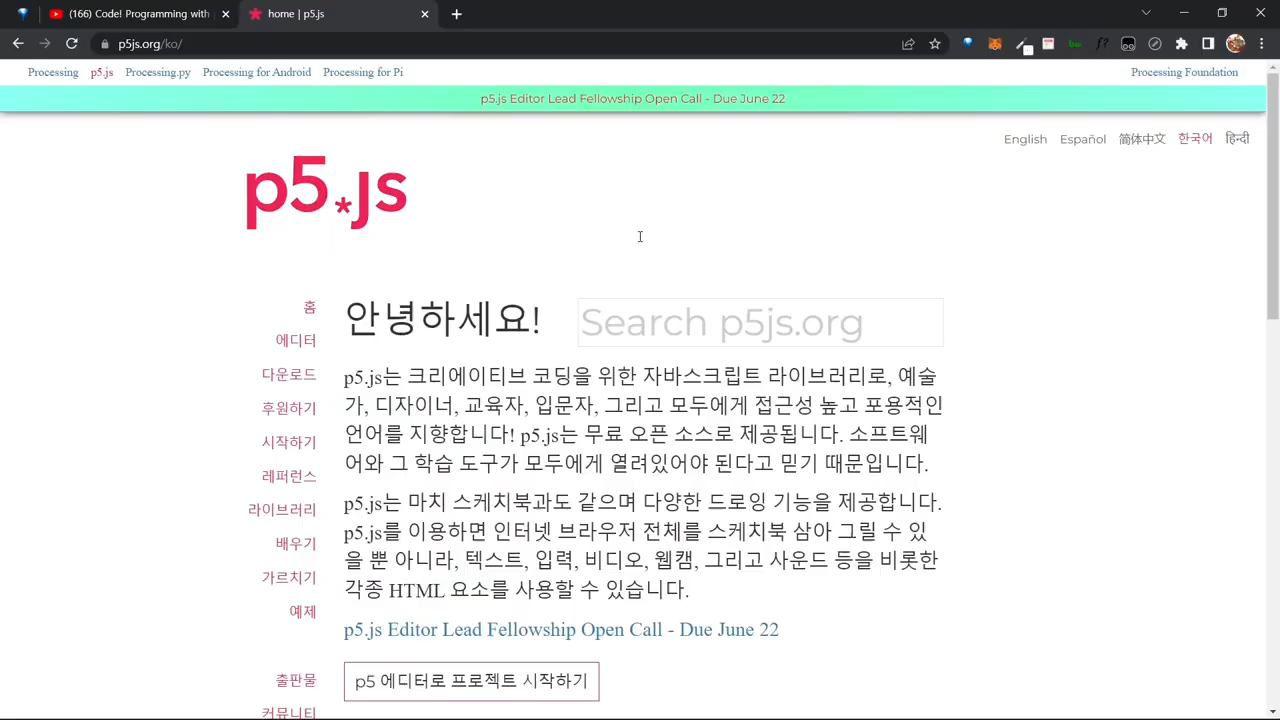 (166) Code! Programming with
home | p5.js
p5js.org/ko/
Processing p5.js Processing.py Processing for Android Processing for Pi Processing Foundation
p5.js Editor Lead Fellowship Open Call - Due June 22
English Español 简体中文 한국어 हिन्दी
p5*js
홈
에디터
다운로드
후원하기
시작하기
레퍼런스
라이브러리
배우기
가르치기
예제
출판물
커뮤니티
안녕하세요!
Search p5js.org
p5.js는 크리에이티브 코딩을 위한 자바스크립트 라이브러리로, 예술
가, 디자이너, 교육자, 입문자, 그리고 모두에게 접근성 높고 포용적인
언어를 지향합니다! p5.js는 무료 오픈 소스로 제공됩니다. 소프트웨
어와 그 학습 도구가 모두에게 열려있어야 된다고 믿기 때문입니다.
p5.js는 마치 스케치북과도 같으며 다양한 드로잉 기능을 제공합니다.
p5.js를 이용하면 인터넷 브라우저 전체를 스케치북 삼아 그릴 수 있
을 뿐 아니라, 텍스트, 입력, 비디오, 웹캠, 그리고 사운드 등을 비롯한
각종 HTML 요소를 사용할 수 있습니다.
p5.js Editor Lead Fellowship Open Call - Due June 22
p5 에디터로 프로젝트 시작하기